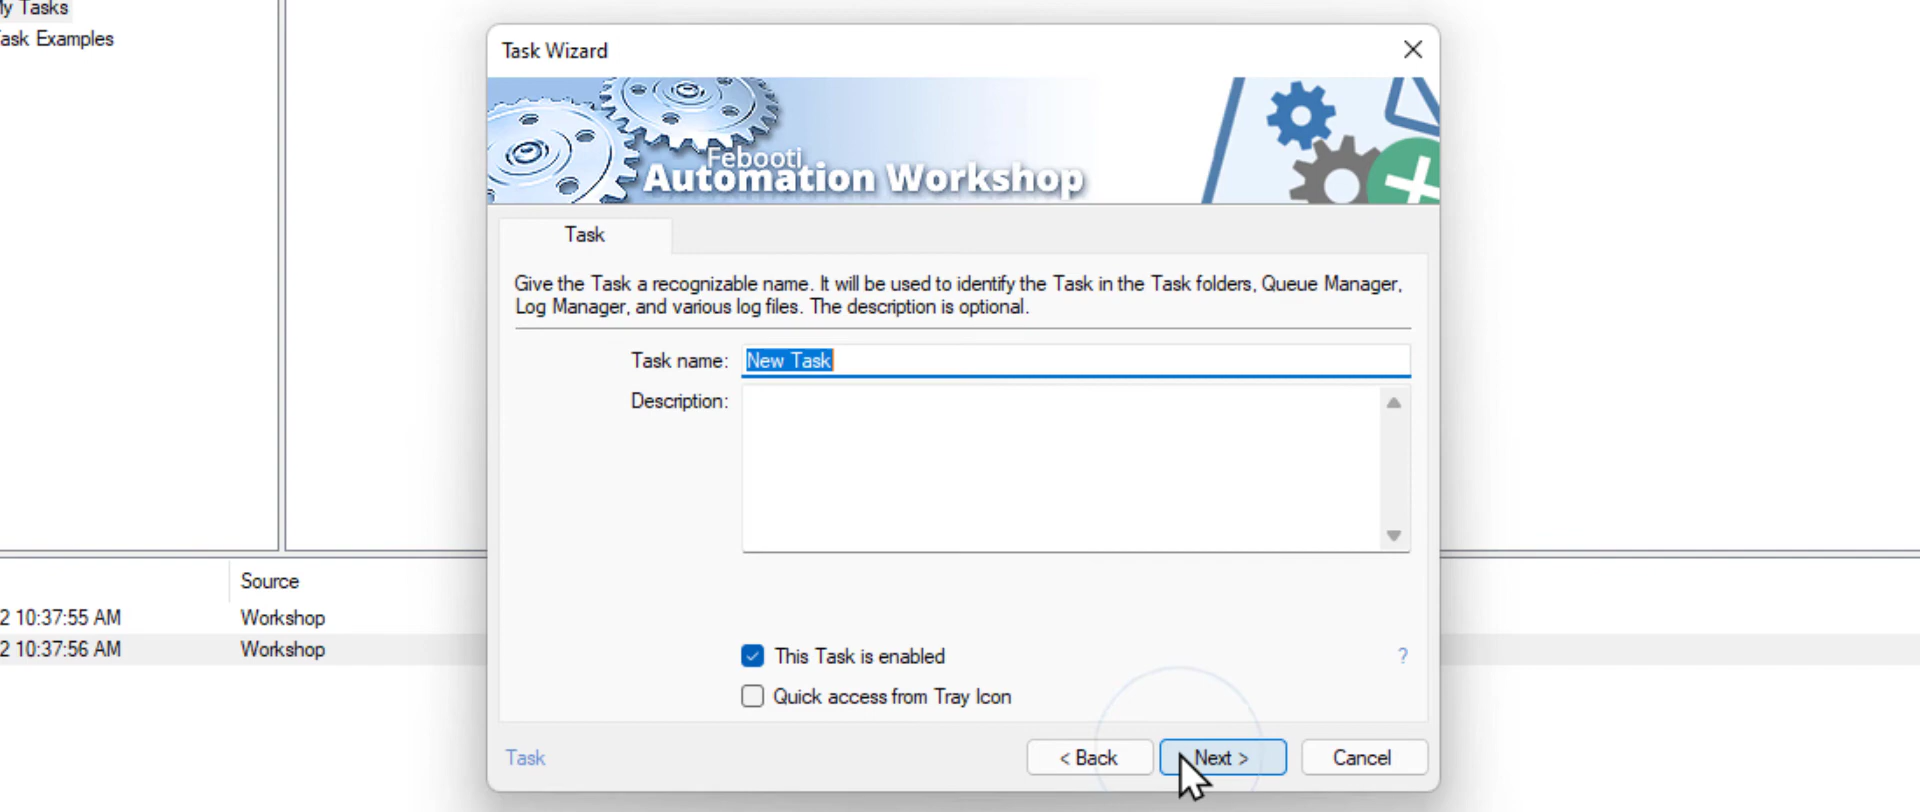 My Tasks
Task Examples
Task Wizard
Febooti
Automation Workshop
Task
Give the Task a recognizable name. It will be used to identify the Task in the Task folders, Queue Manager,
Log Manager, and various log files. The description is optional.
Task name: New Task
Description:
This Task is enabled
?
Quick access from Tray Icon
Task
< Back
Next >
Cancel
Source
2 10:37:55 AM Workshop
2 10:37:56 AM Workshop